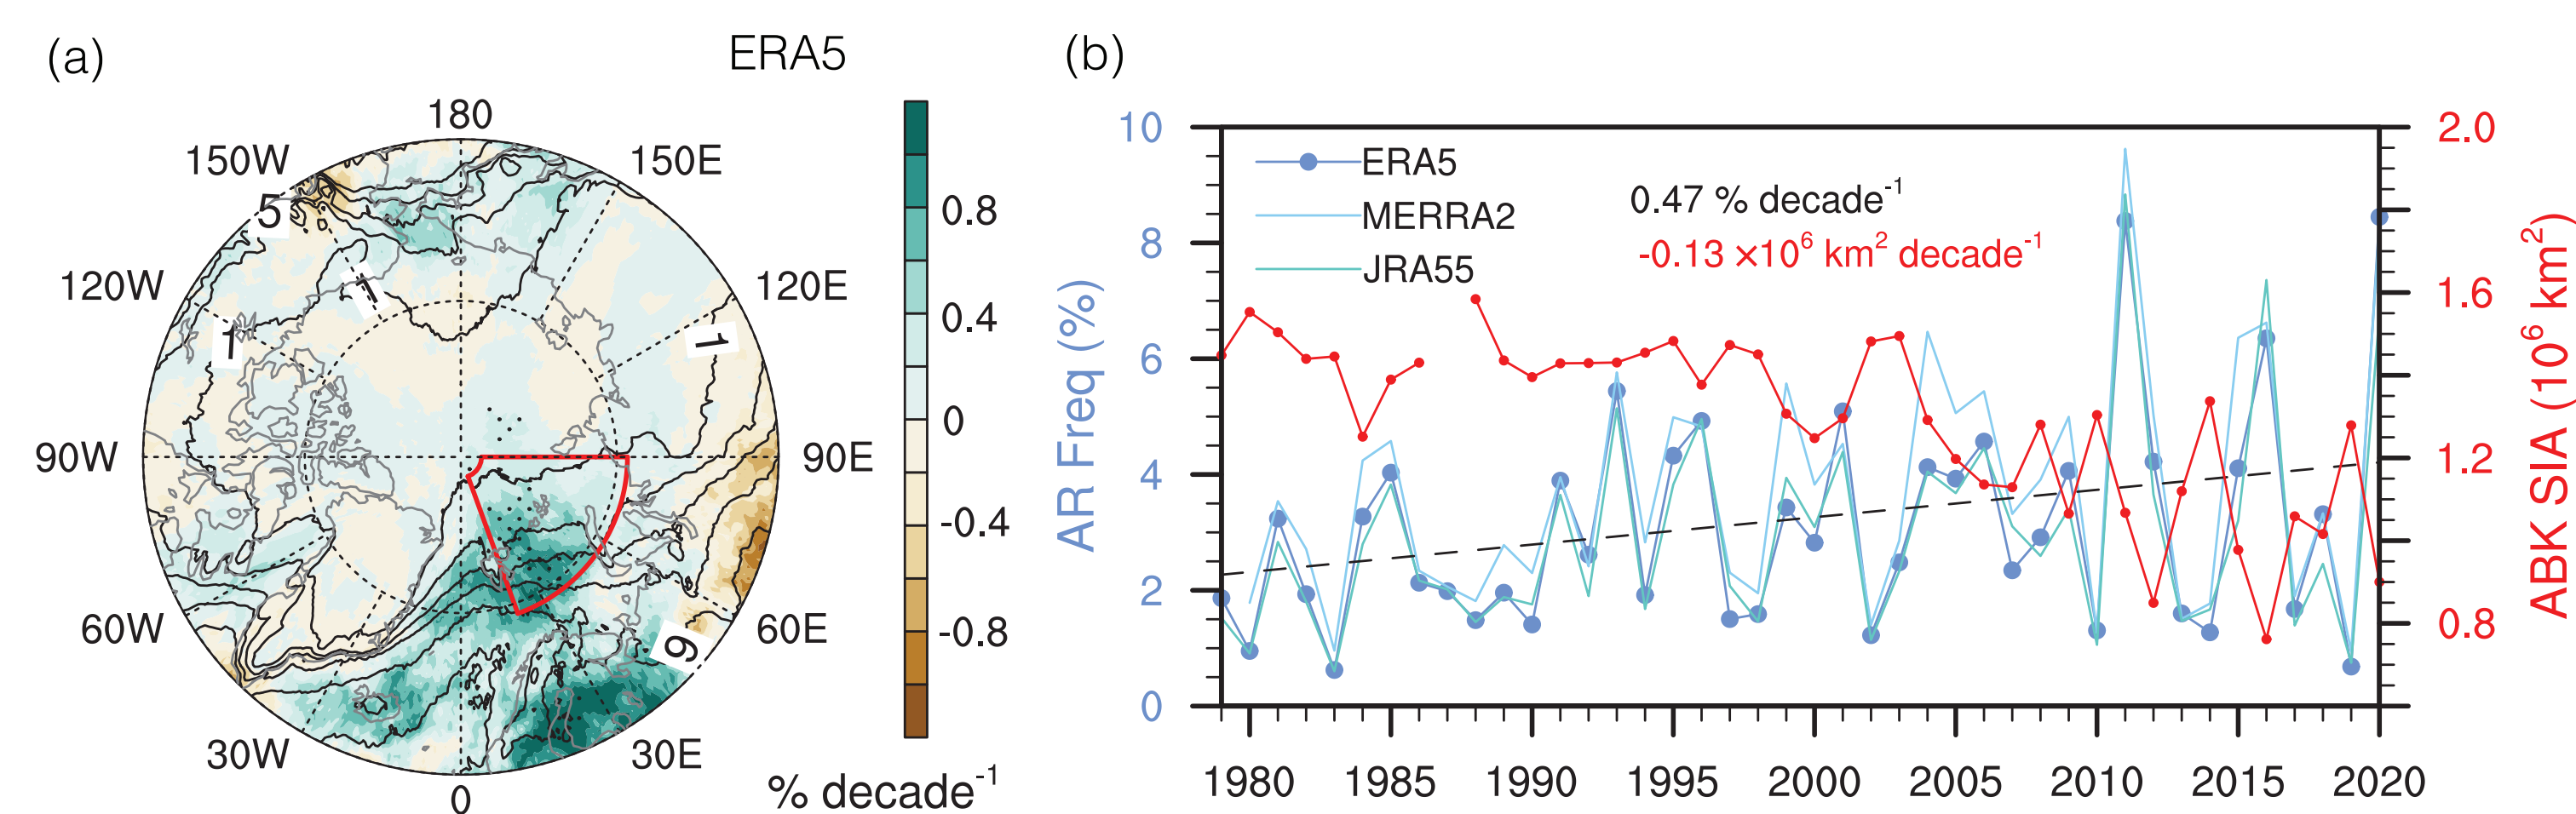 (a)
ERA5
180
150W
150E
5
120W
120E
1
1
1
90W
90E
60W
60E
6
30W
30E
0
0.8
0.4
0
-0.4
-0.8
% decade⁻¹
(b)
10
8
6
4
2
0
AR Freq (%)
ERA5
MERRA2
JRA55
0.47 % decade⁻¹
-0.13 ×10⁶ km² decade⁻¹
2.0
1.6
1.2
0.8
ABK SIA (10⁶ km²)
1980 1985 1990 1995 2000 2005 2010 2015 2020